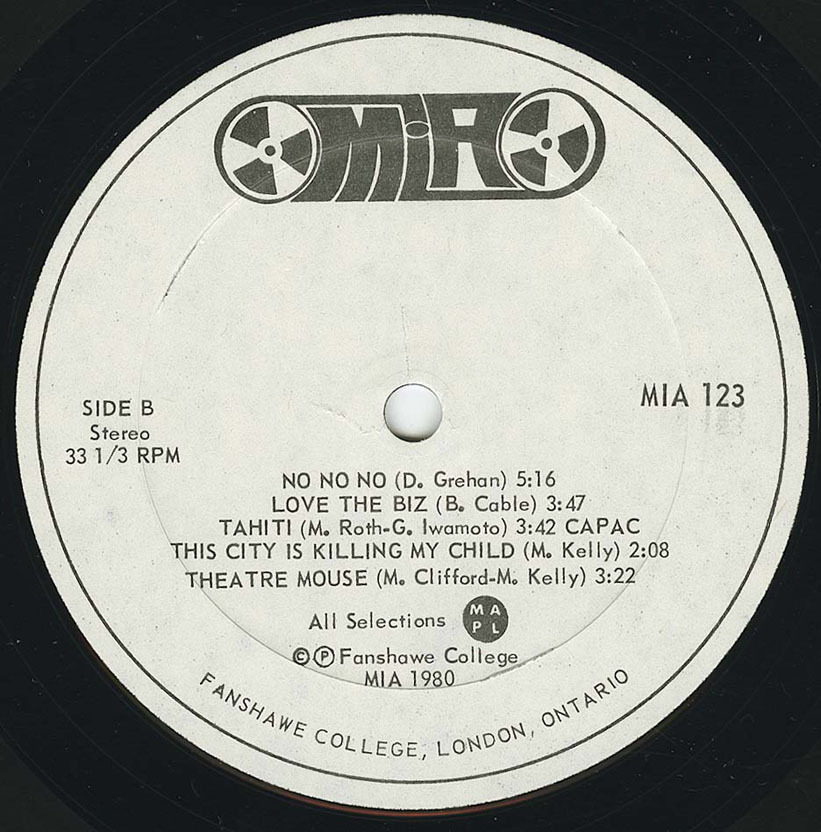 MiA
SIDE B
Stereo
33 1/3 RPM
MIA 123
NO NO NO (D. Grehan) 5:16
LOVE THE BIZ (B. Cable) 3:47
TAHITI (M. Roth-G. Iwamoto) 3:42 CAPAC
THIS CITY IS KILLING MY CHILD (M. Kelly) 2:08
THEATRE MOUSE (M. Clifford-M. Kelly) 3:22
All Selections MAPL
©℗Fanshawe College
MIA 1980
FANSHAWE COLLEGE, LONDON, ONTARIO